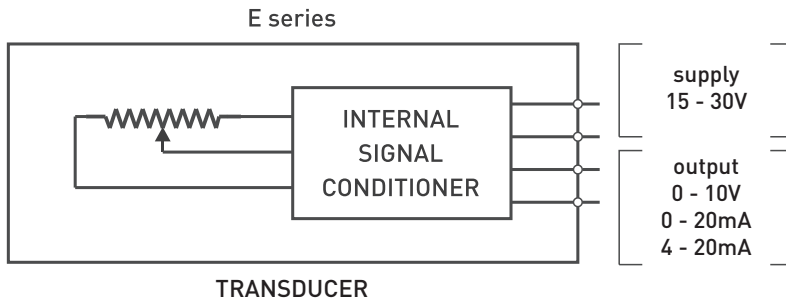 E series
INTERNAL
SIGNAL
CONDITIONER
supply
15 - 30V
output
0 - 10V
0 - 20mA
4 - 20mA
TRANSDUCER